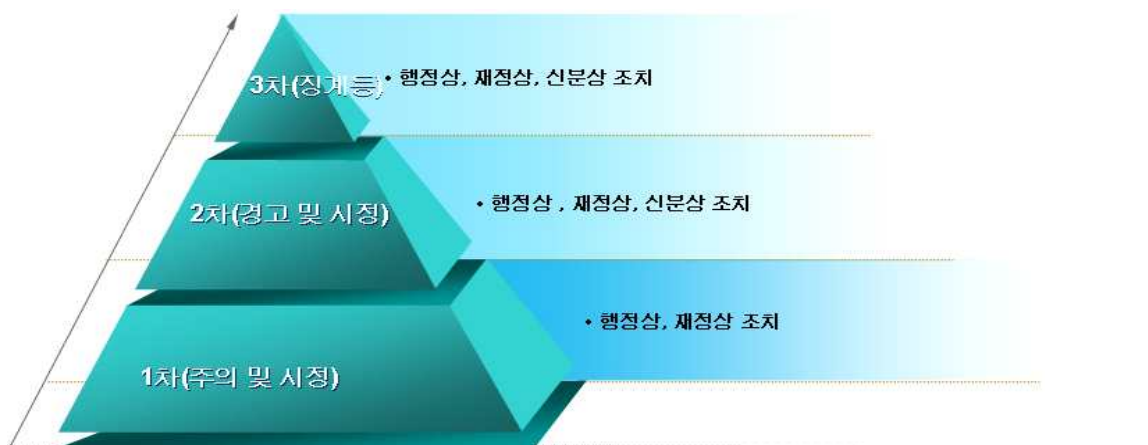 3차(징계등)
• 행정상, 재정상, 신분상 조치
2차(경고 및 시정)
• 행정상 , 재정상, 신분상 조치
• 행정상, 재정상 조치
1차(주의 및 시정)